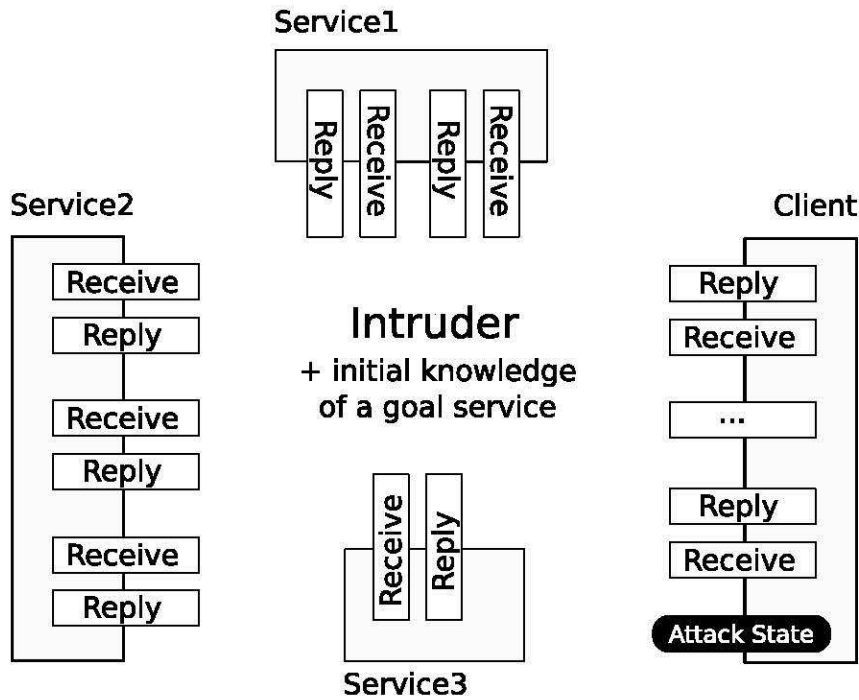 Service1
Reply
Receive
Reply
Receive
Service2
Receive
Reply
Receive
Reply
Receive
Reply
Intruder
+ initial knowledge
of a goal service
Client
Reply
Receive
...
Reply
Receive
Attack State
Receive
Reply
Service3